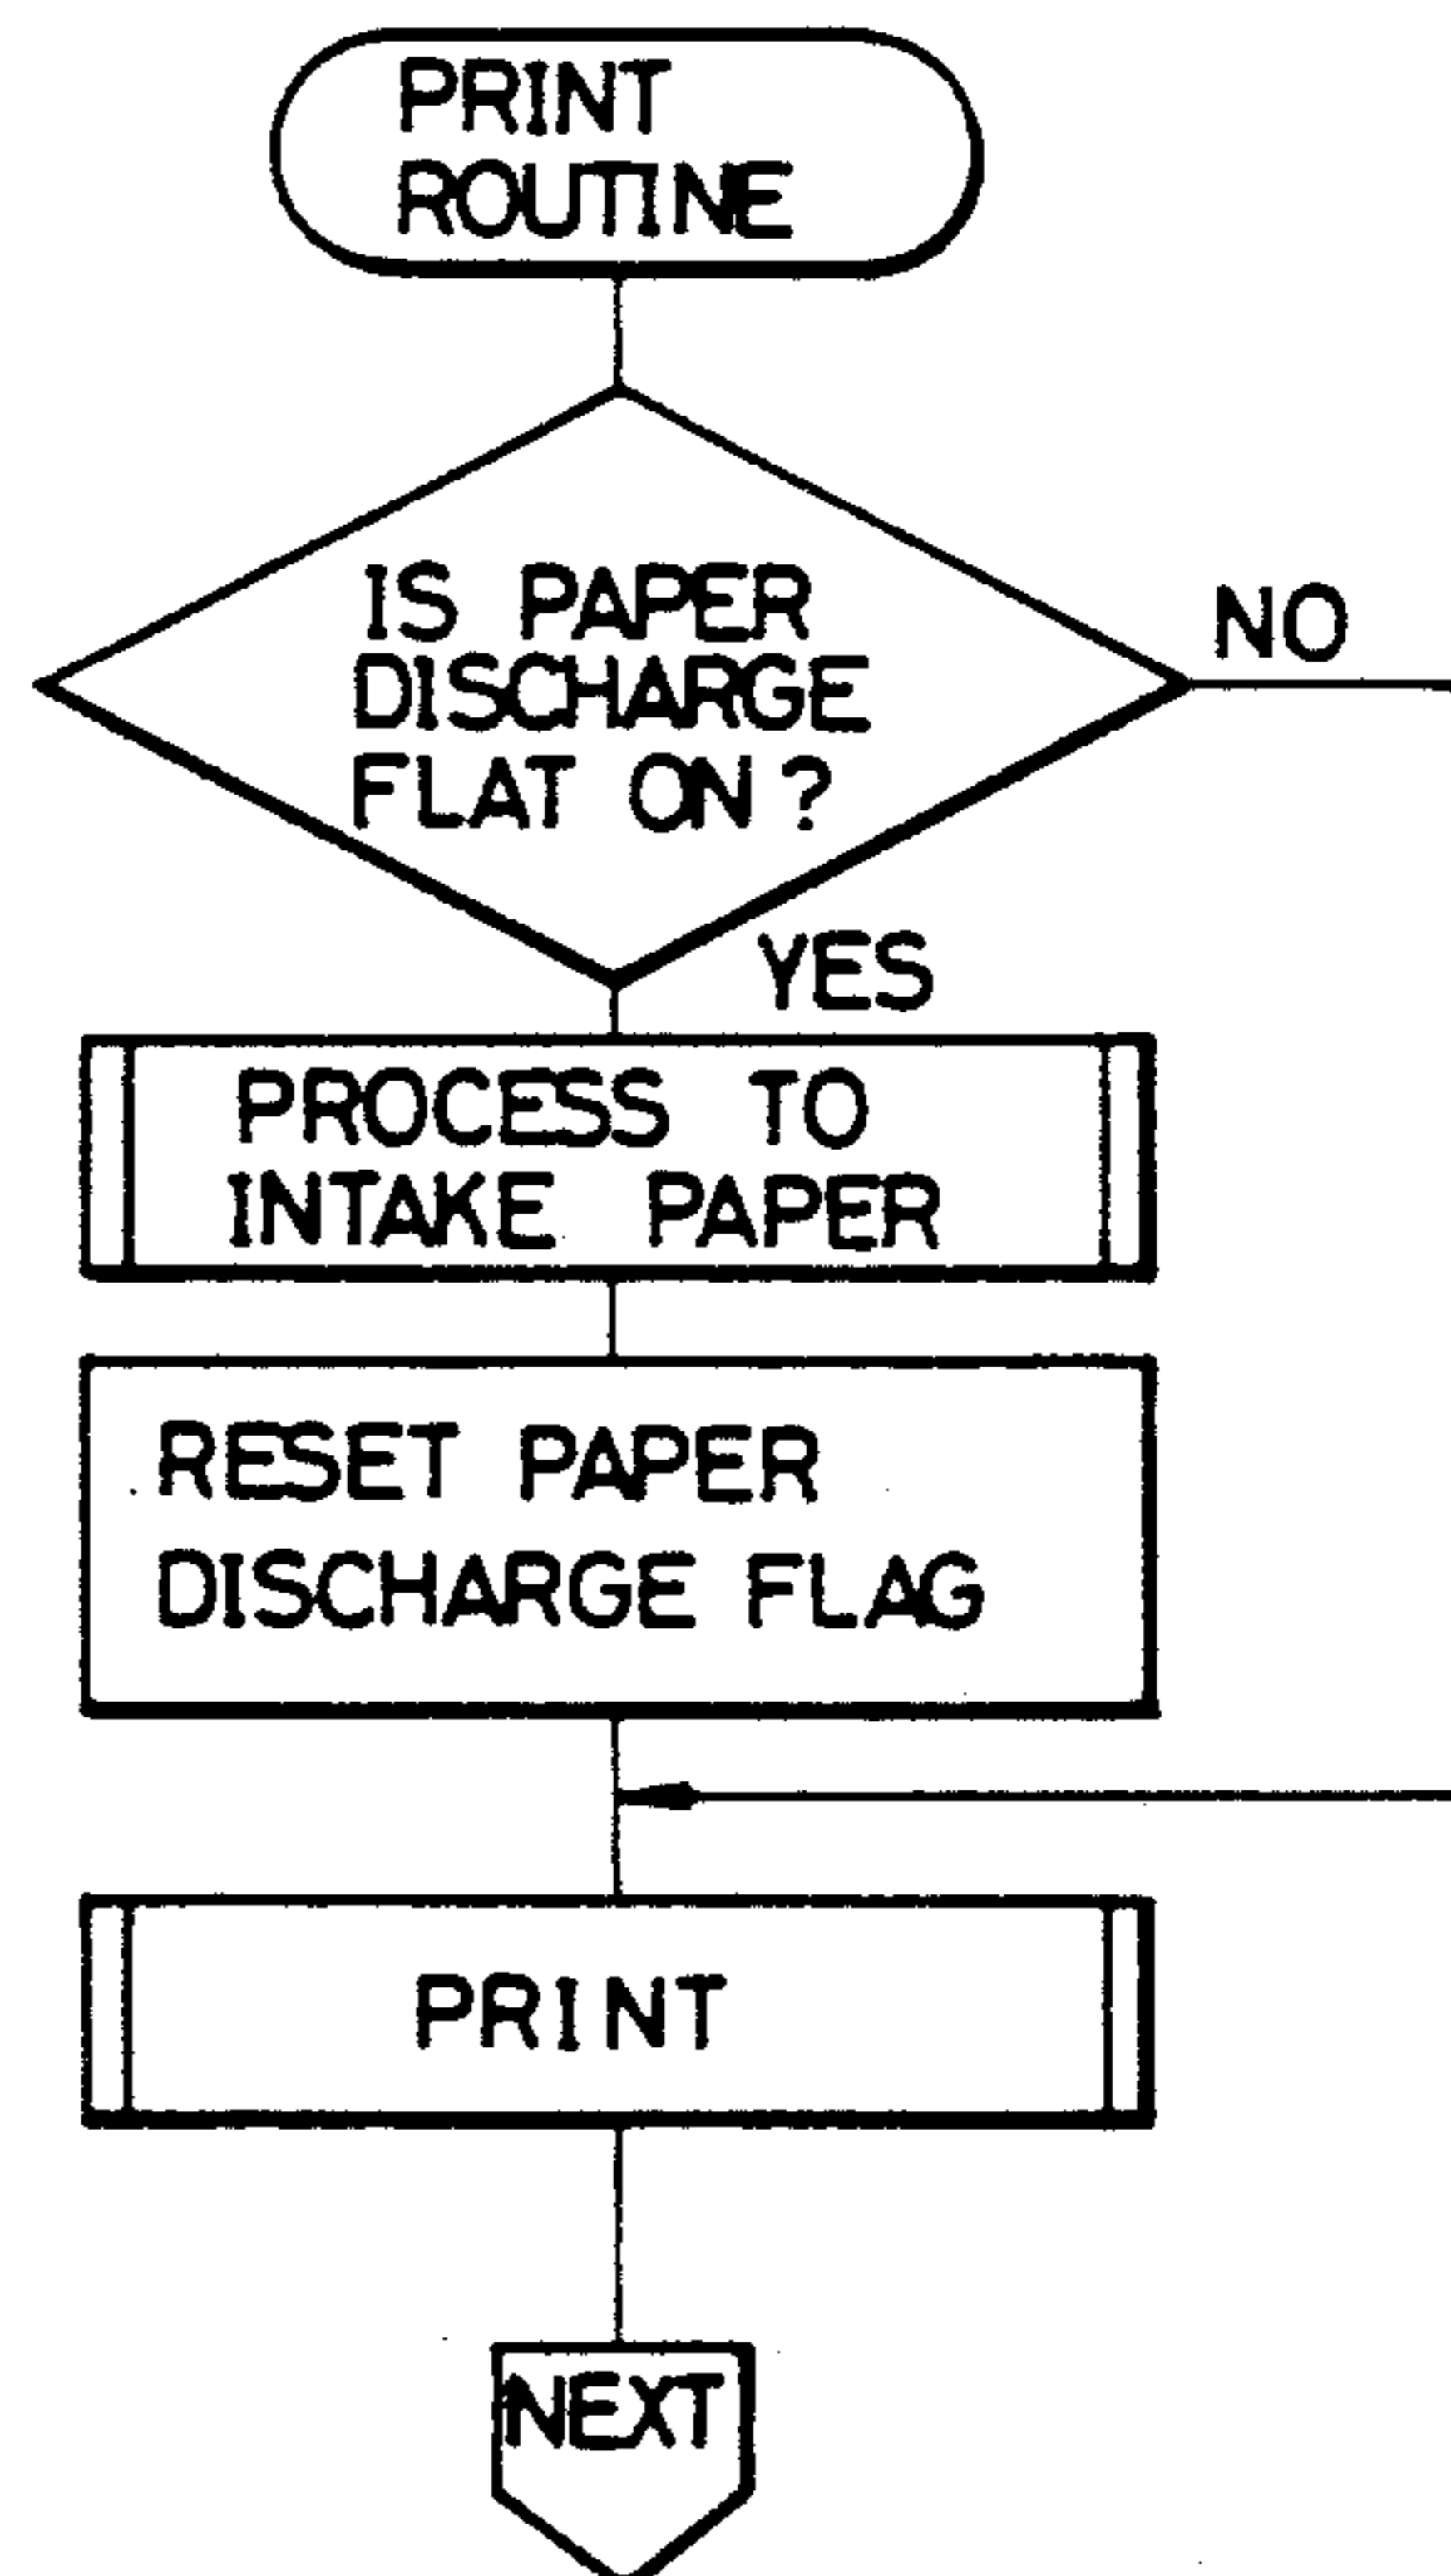 PRINT
ROUTINE
IS PAPER
DISCHARGE
FLAT ON?
NO
YES
PROCESS TO
INTAKE PAPER
RESET PAPER
DISCHARGE FLAG
PRINT
NEXT